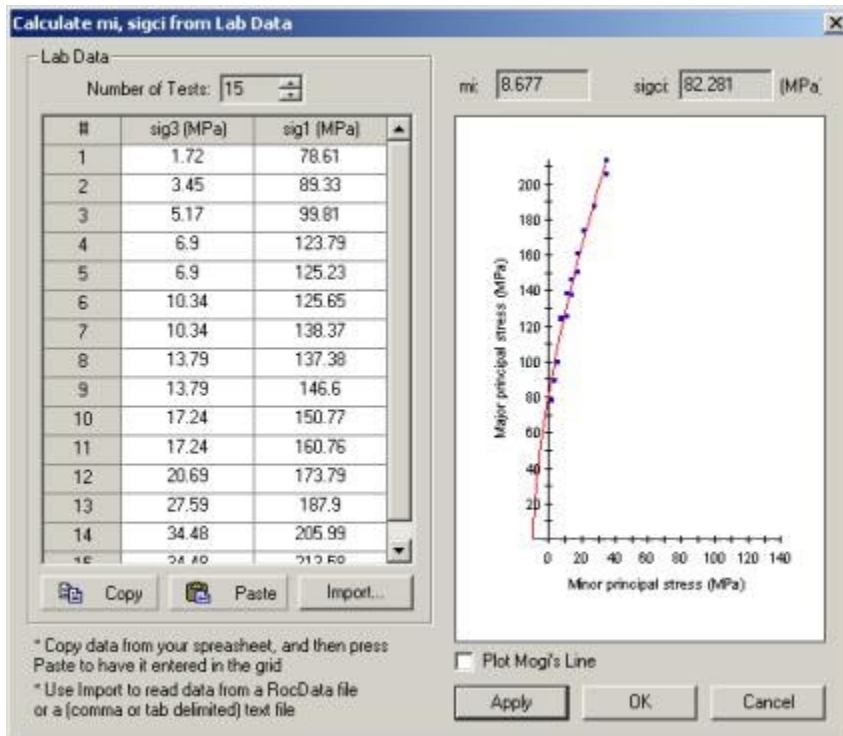 Calculate mi, sigci from Lab Data
Lab Data
Number of Tests: 15
# sig3 (MPa) sig1 (MPa)
1 1.72 78.61
2 3.45 89.33
3 5.17 99.81
4 6.9 123.79
5 6.9 125.23
6 10.34 125.65
7 10.34 138.37
8 13.79 137.38
9 13.79 146.6
10 17.24 150.77
11 17.24 160.76
12 20.69 173.79
13 27.59 187.9
14 34.48 205.99
Copy Paste Import...
* Copy data from your spreasheet, and then press
Paste to have it entered in the grid
* Use Import to read data from a RocData file
or a (comma or tab delimited) text file
mi: 8.677 sigci: 82.281 (MPa)
Major principal stress (MPa)
200
180
160
140
120
100
80
60
40
20
0 20 40 60 80 100 120 140
Minor principal stress (MPa)
Plot Mogi's Line
Apply OK Cancel